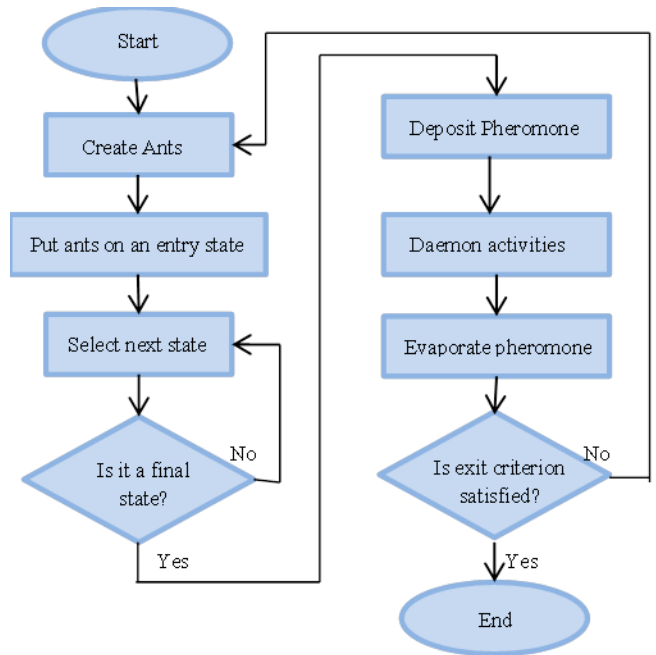 Start
Create Ants
Put ants on an entry state
Select next state
No
Is it a final
state?
Yes
Deposit Pheromone
Daemon activities
Evaporate pheromone
No
Is exit criterion
satisfied?
Yes
End